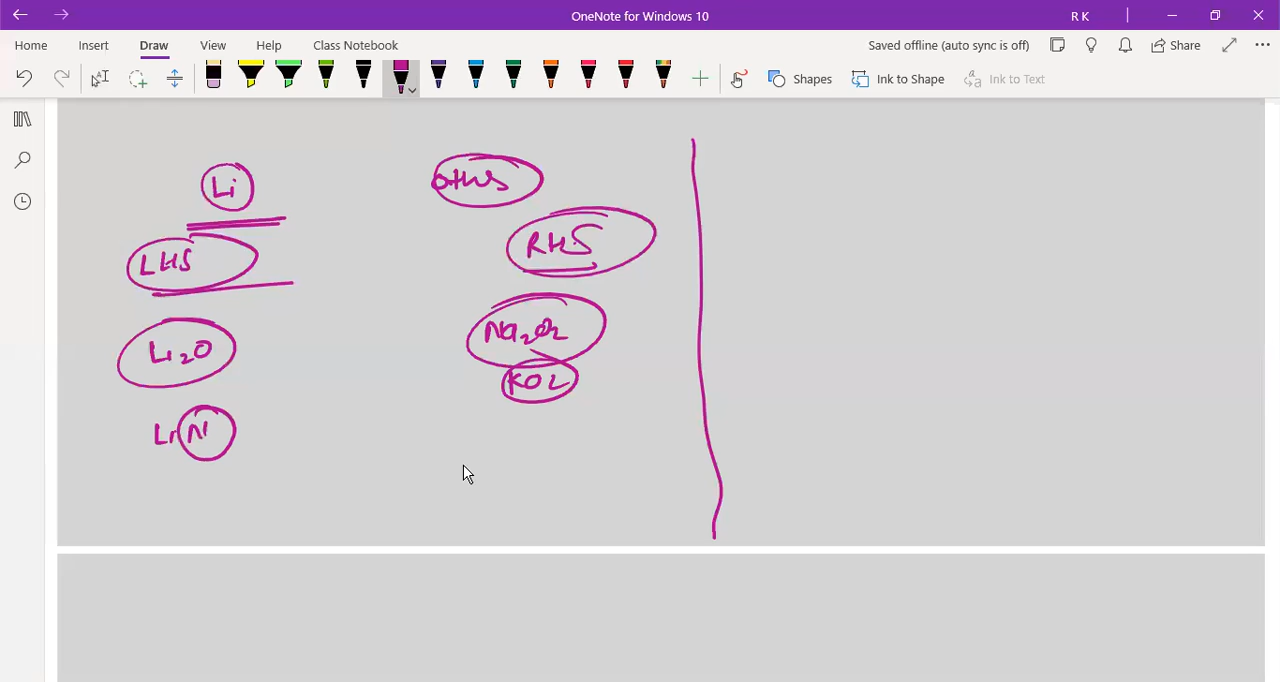 OneNote for Windows 10
R K
Home Insert Draw View Help Class Notebook
Saved offline (auto sync is off)
Share
Shapes
Ink to Shape
Ink to Text
Li
LHS
Li₂O
others
RHS
Na₂O₂
KO2